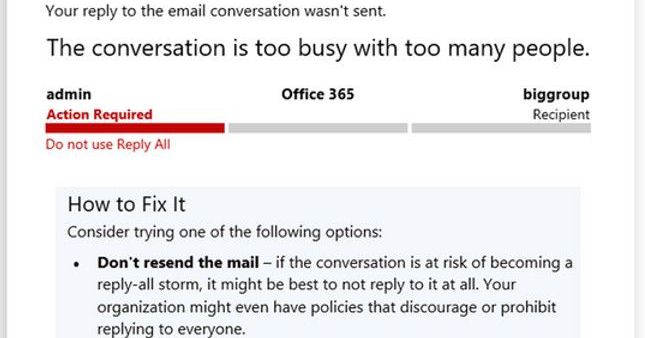 Your reply to the email conversation wasn't sent.
The conversation is too busy with too many people.
admin Office 365 biggroup
Action Required Recipient
Do not use Reply All
How to Fix It
Consider trying one of the following options:
• Don't resend the mail – if the conversation is at risk of becoming a
reply-all storm, it might be best to not reply to it at all. Your
organization might even have policies that discourage or prohibit
replying to everyone.